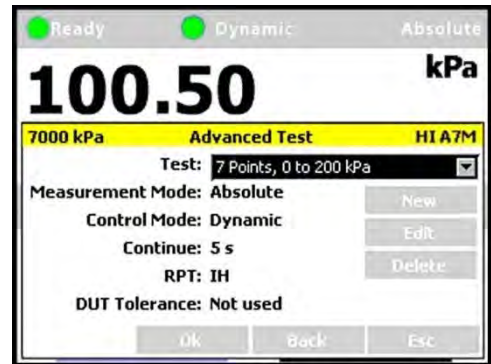 Ready Dynamic Absolute
100.50 kPa
7000 kPa Advanced Test HI A7M
Test: 7 Points, 0 to 200 kPa
Measurement Mode: Absolute
New
Control Mode: Dynamic
Edit
Continue: 5 s
Delete
RPT: IH
DUT Tolerance: Not used
Ok Back Esc